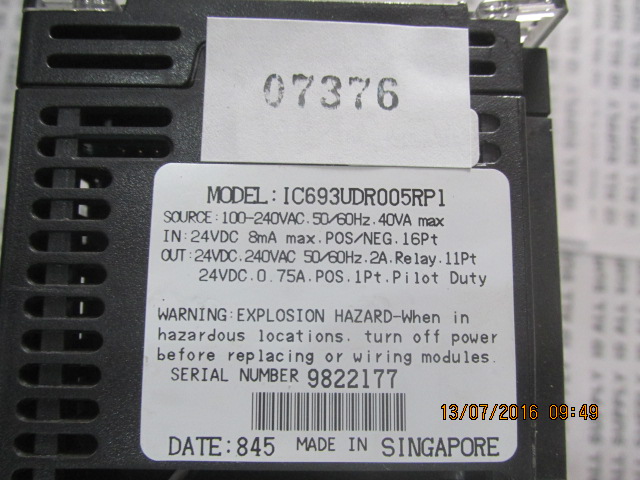 07376
MODEL:IC693UDR005RP1
SOURCE:100-240VAC.50/60Hz.40VA max
IN:24VDC 8mA max.POS/NEG.16Pt
OUT:24VDC.240VAC 50/60Hz.2A.Relay.11Pt
24VDC.0.75A.POS.1Pt.Pilot Duty
WARNING:EXPLOSION HAZARD-When in
hazardous locations. turn off power
before replacing or wiring modules.
SERIAL NUMBER 9822177
DATE:845 MADE IN SINGAPORE
13/07/2016 09:49